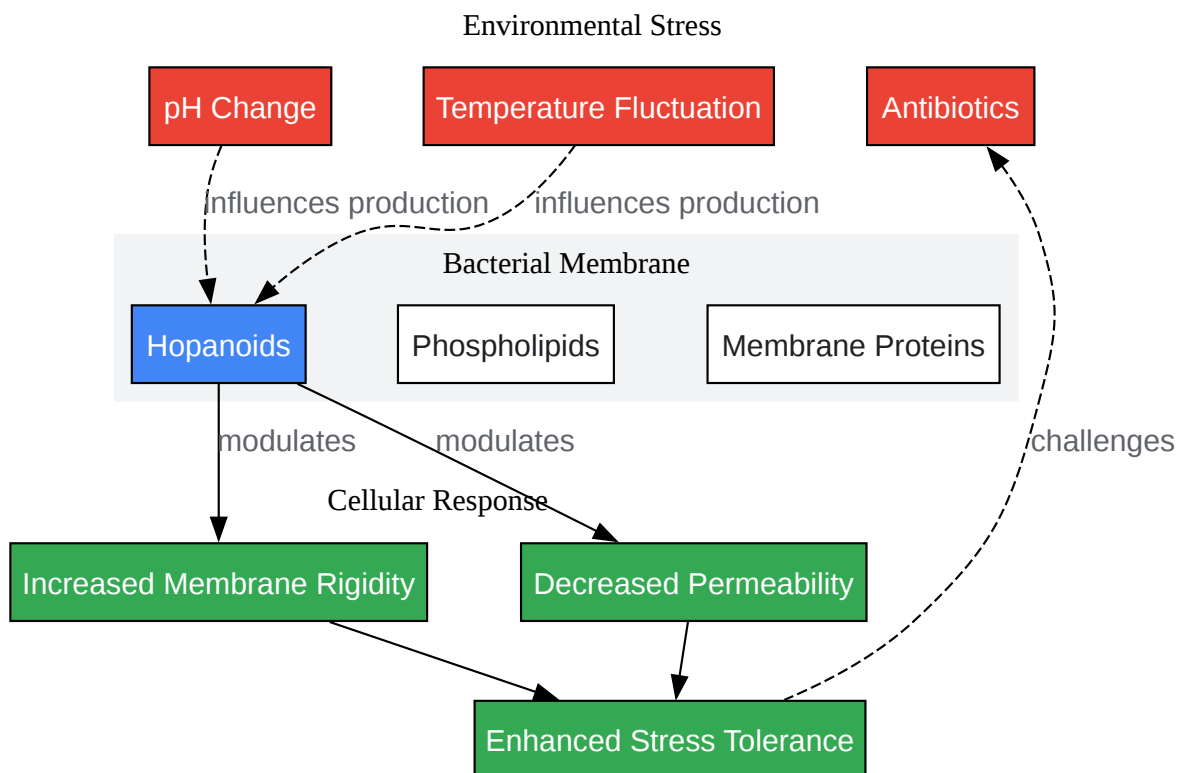 Environmental Stress
pH Change
Temperature Fluctuation
Antibiotics
influences production
influences production
Bacterial Membrane
Hopanoids
Phospholipids
Membrane Proteins
modulates
modulates
challenges
Cellular Response
Increased Membrane Rigidity
Decreased Permeability
Enhanced Stress Tolerance